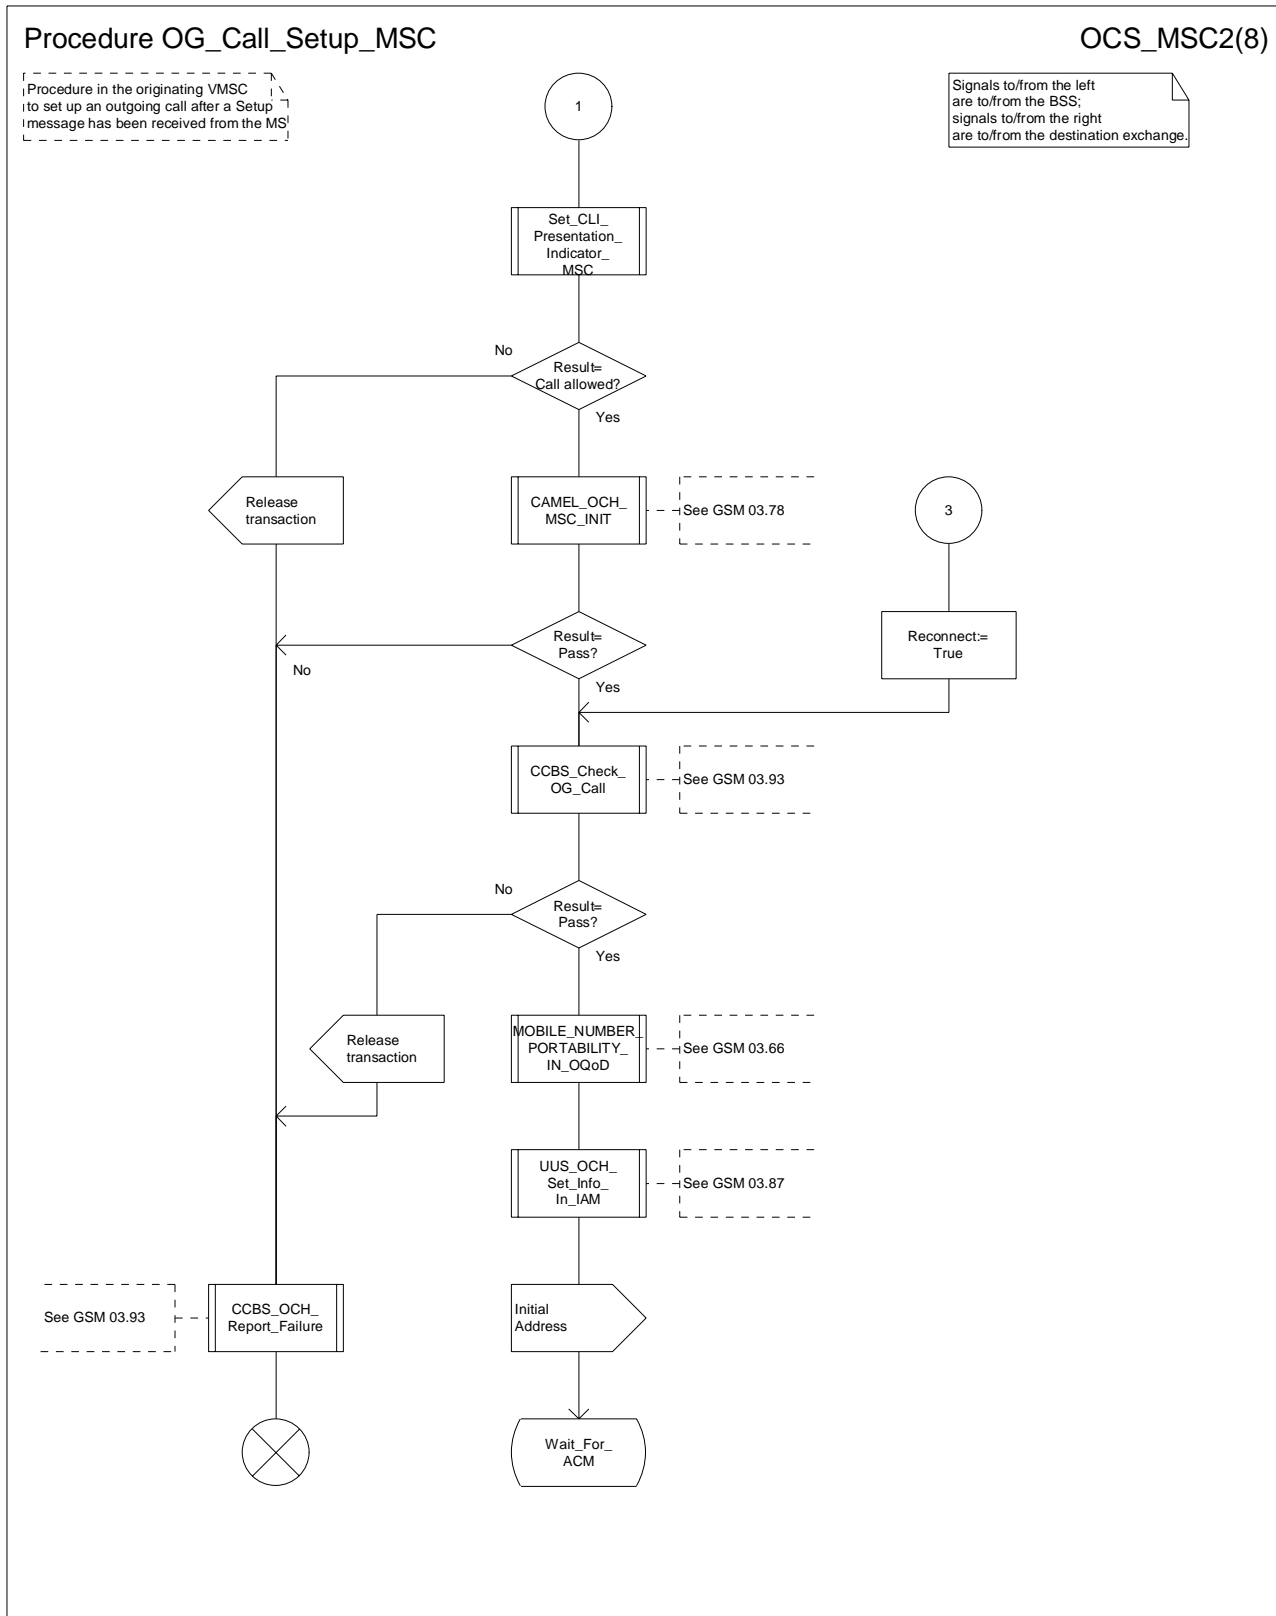 Procedure OG_Call_Setup_MSC
OCS_MSC2(8)
Procedure in the originating VMSC
to set up an outgoing call after a Setup
message has been received from the MS
1
Signals to/from the left
are to/from the BSS;
signals to/from the right
are to/from the destination exchange.
Set_CLI_
Presentation_
Indicator_
MSC
No
Result=
Call allowed?
Yes
Release
transaction
CAMEL_OCH_
MSC_INIT
See GSM 03.78
3
Result=
Pass?
No
Yes
Reconnect:=
True
CCBS_Check_
OG_Call
See GSM 03.93
No
Result=
Pass?
Yes
Release
transaction
MOBILE_NUMBER_
PORTABILITY_
IN_OQoD
See GSM 03.66
UUS_OCH_
Set_Info_
In_IAM
See GSM 03.87
See GSM 03.93
CCBS_OCH_
Report_Failure
Initial
Address
Wait_For_
ACM